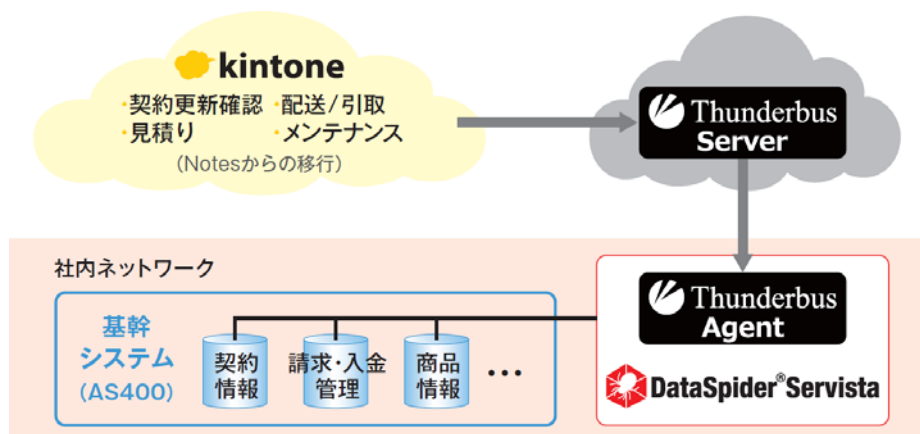 kintone
・契約更新確認 ・配送/引取
・見積り ・メンテナンス
(Notesからの移行)
Thunderbus
Server
社内ネットワーク
基幹
システム
(AS400)
契約
情報
請求・入金
管理
商品
情報
・・・
Thunderbus
Agent
DataSpider®Servista